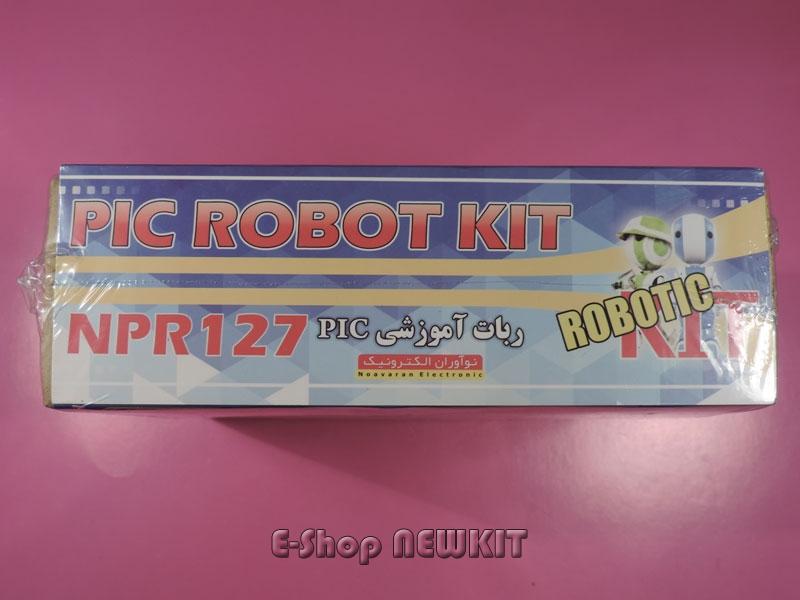 PIC ROBOT KIT
NPR127
ربات آموزشی PIC
نوآوران الکترونیک
Noavaran Electronic
ROBOTIC
KIT
E-Shop NEWKIT